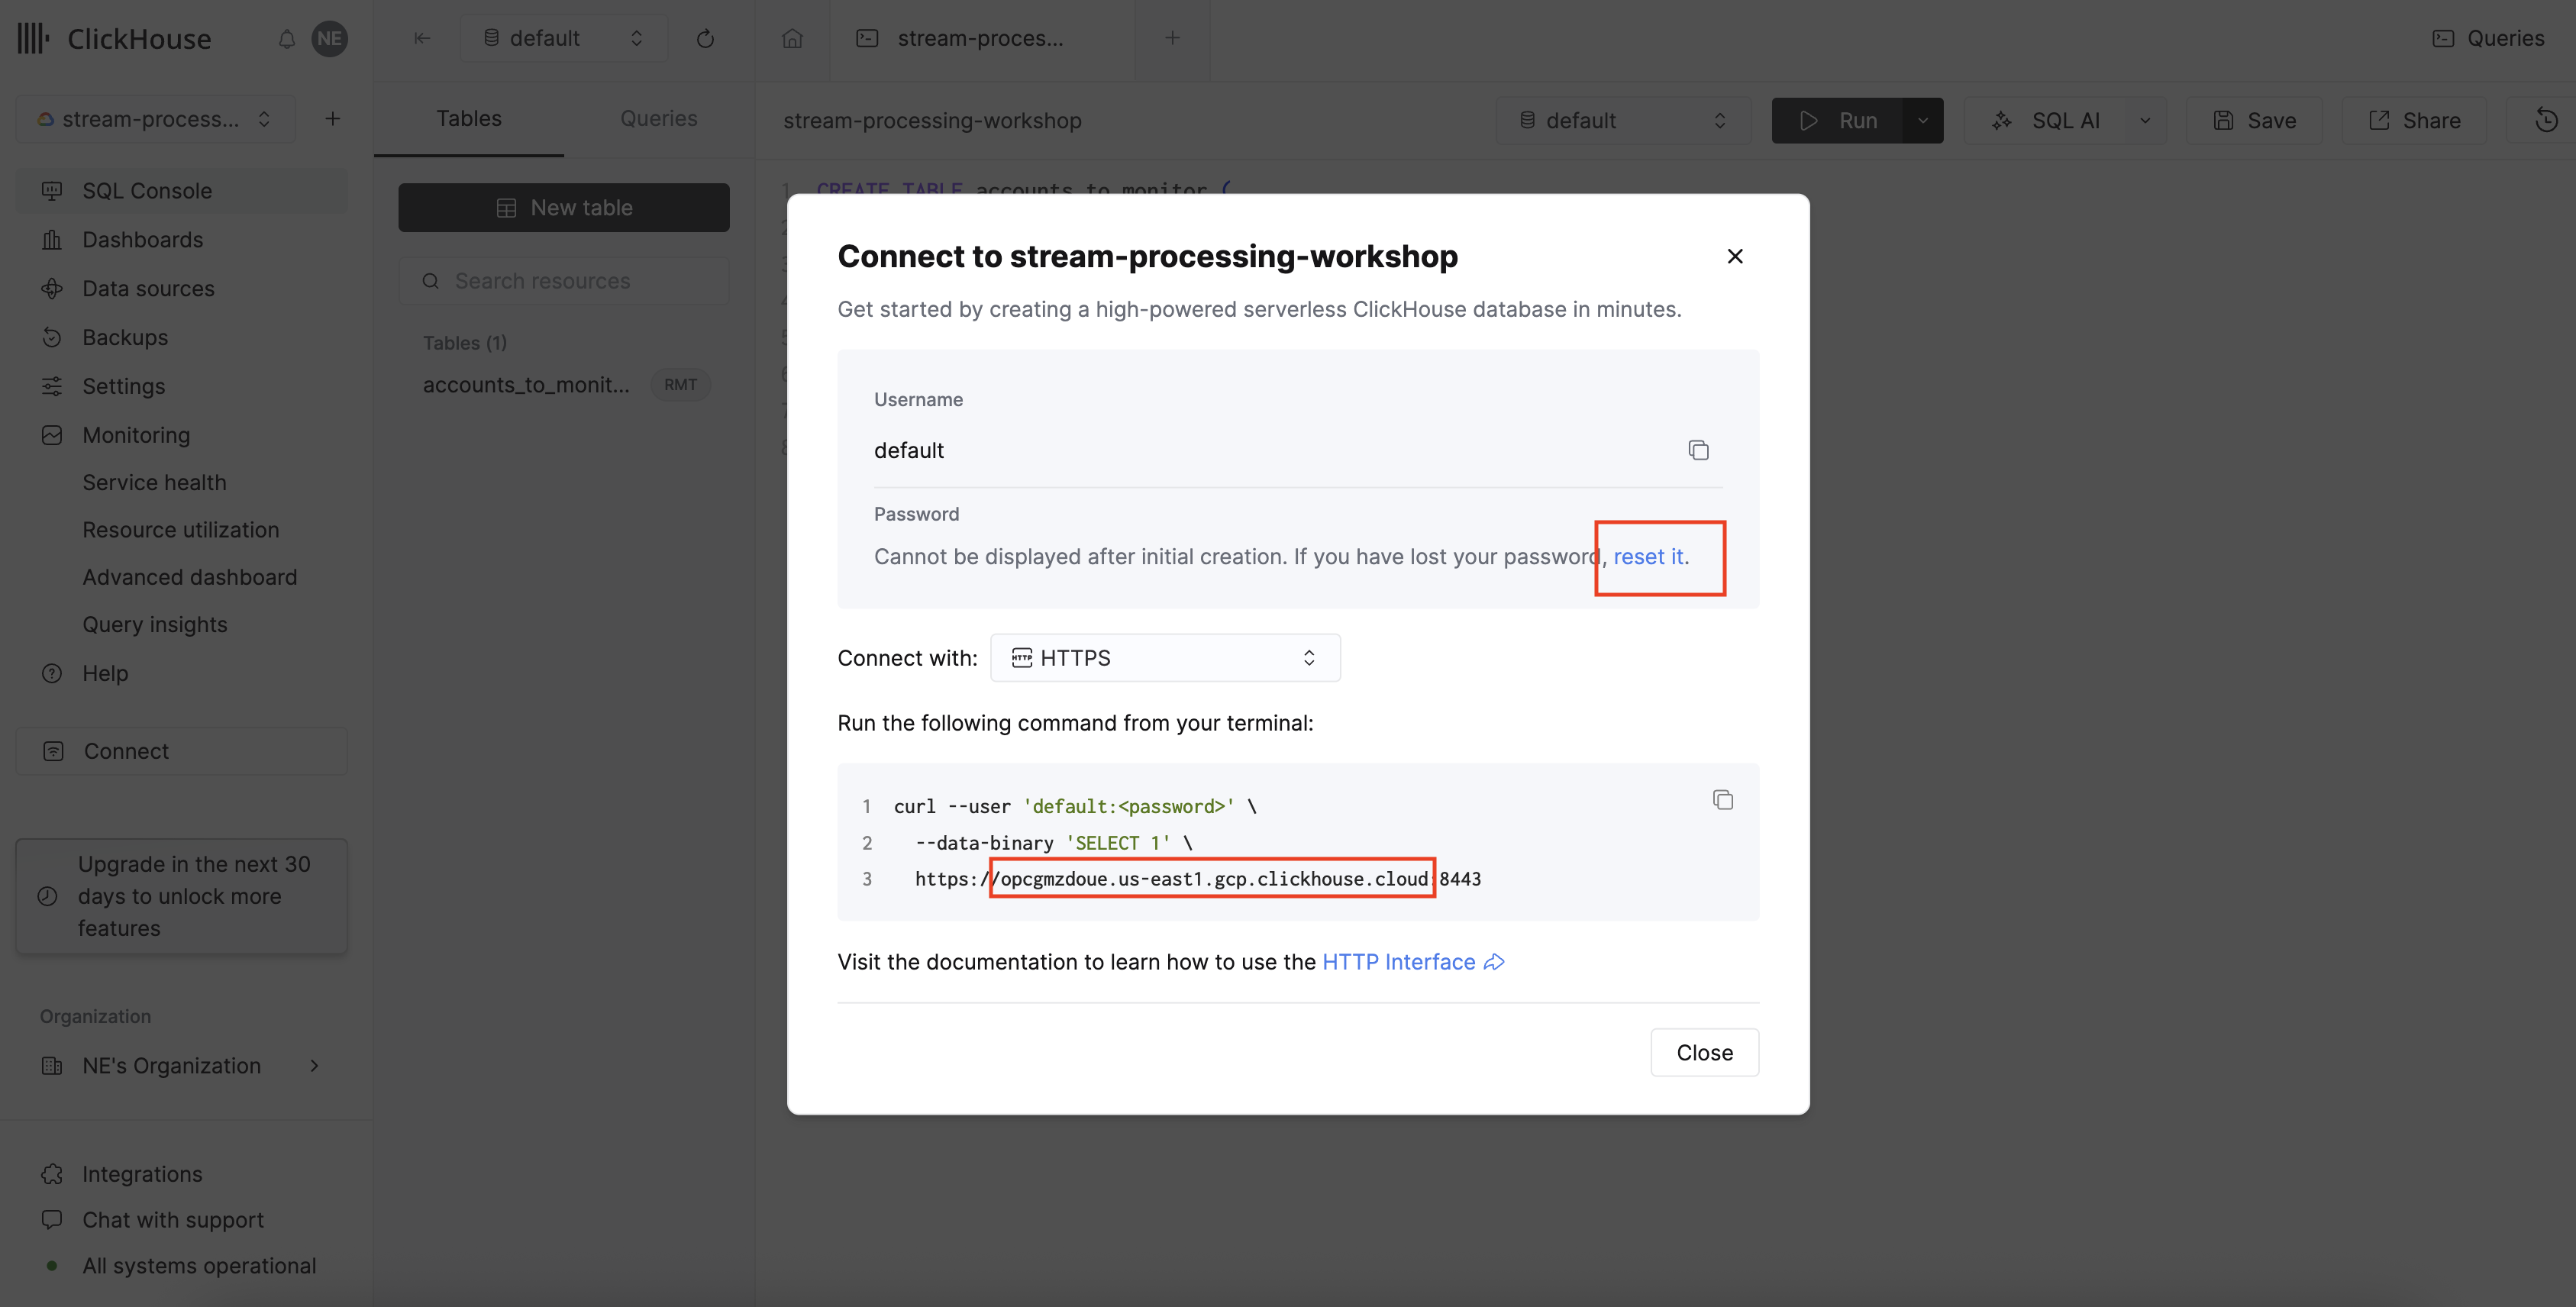 ClickHouse
NE
default
stream-proces...
Queries
stream-process...
Tables
Queries
stream-processing-workshop
default
Run
SQL AI
Save
Share
SQL Console
Dashboards
Data sources
Backups
Settings
Monitoring
Service health
Resource utilization
Advanced dashboard
Query insights
Help
Connect
Upgrade in the next 30
days to unlock more
features
Organization
NE's Organization
Integrations
Chat with support
All systems operational
New table
Search resources
Tables (1)
accounts_to_monit...
RMT
1 CREATE TABLE accounts_to_monitor (
Connect to stream-processing-workshop
Get started by creating a high-powered serverless ClickHouse database in minutes.
Username
default
Password
Cannot be displayed after initial creation. If you have lost your password, reset it.
Connect with:
HTTP HTTPS
Run the following command from your terminal:
1 curl --user 'default:<password>' \
2 --data-binary 'SELECT 1' \
3 https://opcgmzdoue.us-east1.gcp.clickhouse.cloud:8443
Visit the documentation to learn how to use the HTTP Interface
Close